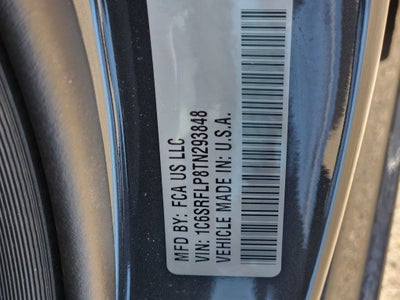 MFD BY: FCA US LLC
VIN: 1C6SRFLP8TN293848
VEHICLE MADE IN: U.S.A.